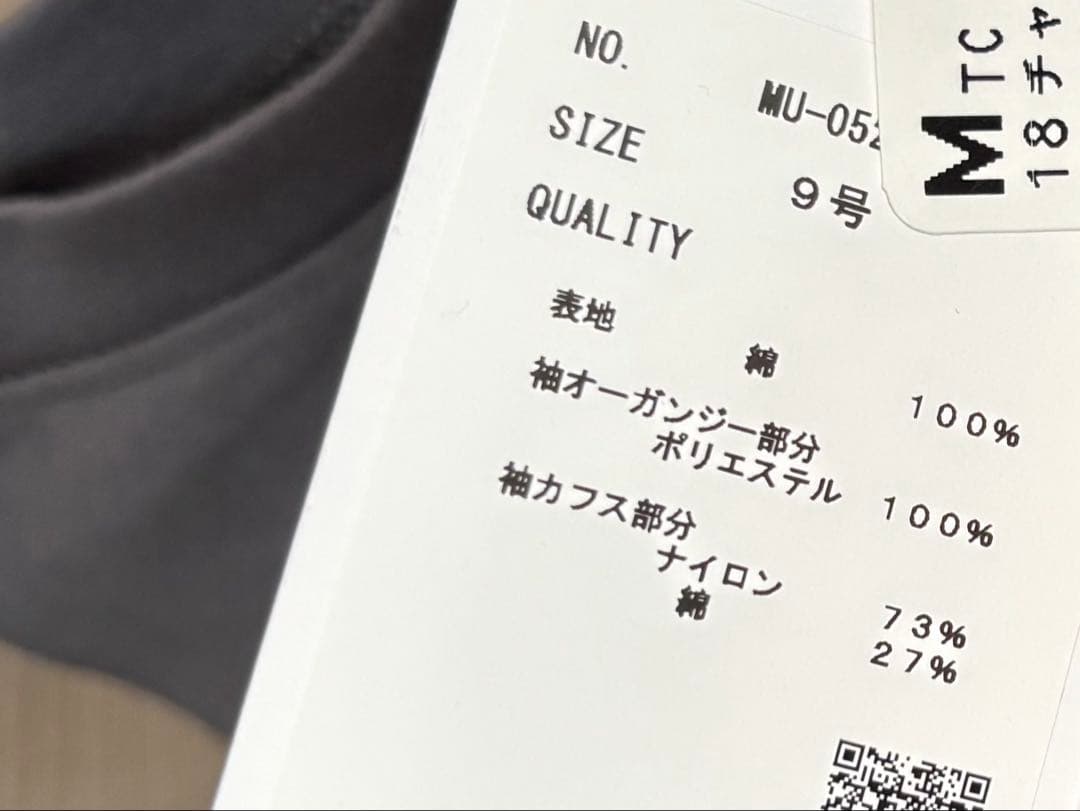 NO. MU-052
SIZE 9号
QUALITY
表地
綿 100%
袖オーガンジー部分
ポリエステル 100%
袖カフス部分
ナイロン 73%
綿 27%
M TC
18チャ